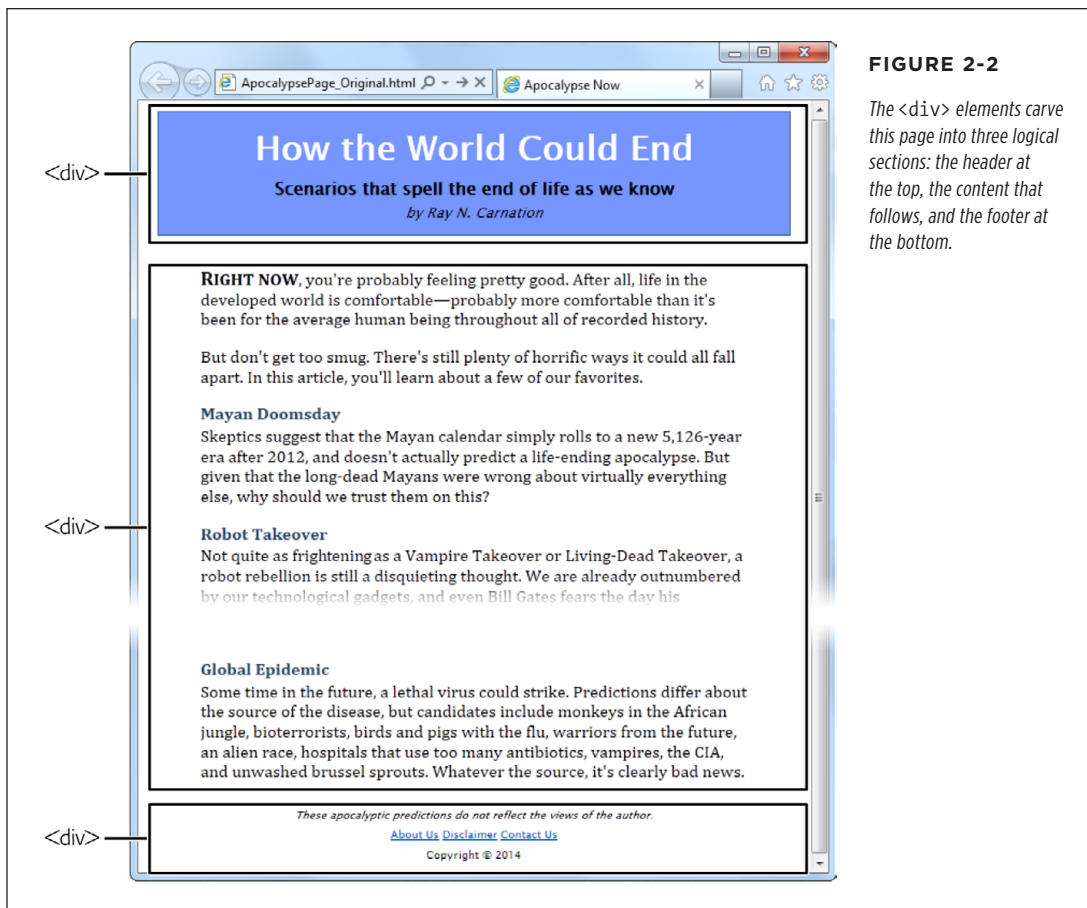 ApocalypsePage_Original.html
Apocalypse Now
FIGURE 2-2
The <div> elements carve
this page into three logical
sections: the header at
the top, the content that
follows, and the footer at
the bottom.
<div>
How the World Could End
Scenarios that spell the end of life as we know
by Ray N. Carnation
<div>
RIGHT NOW, you're probably feeling pretty good. After all, life in the
developed world is comfortable—probably more comfortable than it's
been for the average human being throughout all of recorded history.
But don't get too smug. There's still plenty of horrific ways it could all fall
apart. In this article, you'll learn about a few of our favorites.
Mayan Doomsday
Skeptics suggest that the Mayan calendar simply rolls to a new 5,126-year
era after 2012, and doesn't actually predict a life-ending apocalypse. But
given that the long-dead Mayans were wrong about virtually everything
else, why should we trust them on this?
Robot Takeover
Not quite as frightening as a Vampire Takeover or Living-Dead Takeover, a
robot rebellion is still a disquieting thought. We are already outnumbered
by our technological gadgets, and even Bill Gates fears the day his
Global Epidemic
Some time in the future, a lethal virus could strike. Predictions differ about
the source of the disease, but candidates include monkeys in the African
jungle, bioterrorists, birds and pigs with the flu, warriors from the future,
an alien race, hospitals that use too many antibiotics, vampires, the CIA,
and unwashed brussel sprouts. Whatever the source, it's clearly bad news.
<div>
These apocalyptic predictions do not reflect the views of the author.
About Us Disclaimer Contact Us
Copyright © 2014